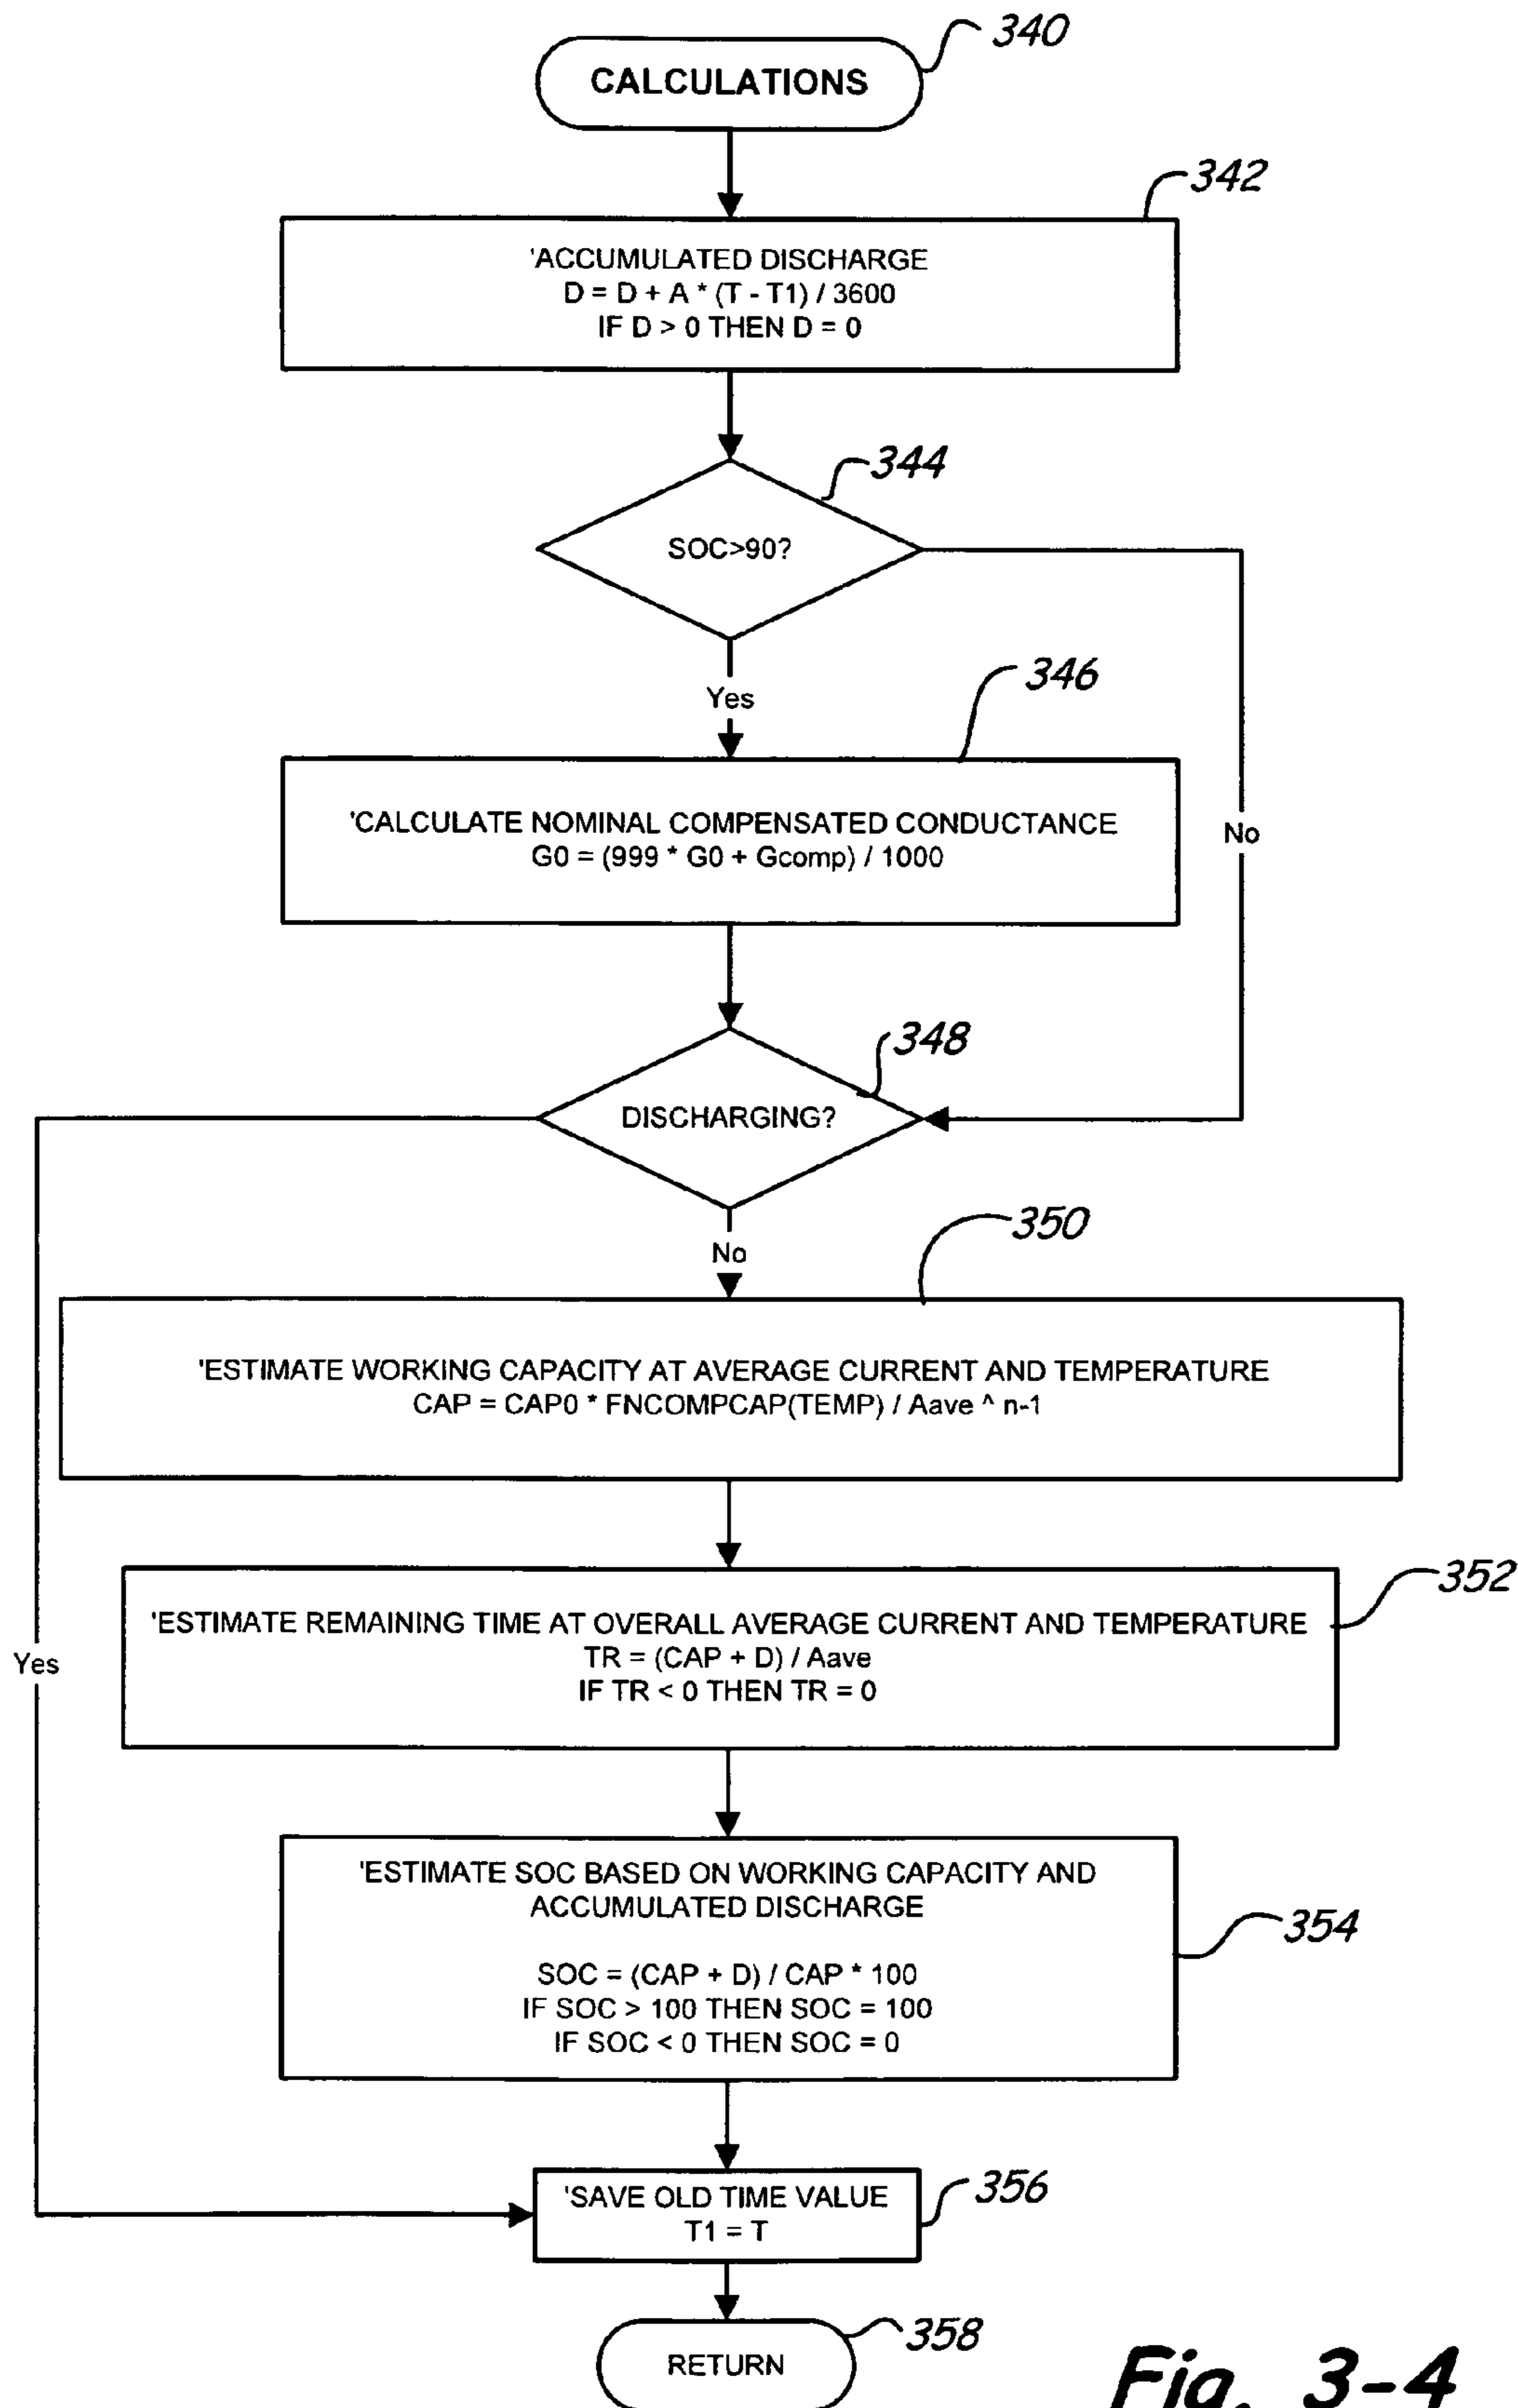 340
CALCULATIONS
342
'ACCUMULATED DISCHARGE
D = D + A * (T - T1) / 3600
IF D > 0 THEN D = 0
344
SOC>90?
346
Yes
'CALCULATE NOMINAL COMPENSATED CONDUCTANCE
G0 = (999 * G0 + Gcomp) / 1000
No
348
DISCHARGING?
350
No
'ESTIMATE WORKING CAPACITY AT AVERAGE CURRENT AND TEMPERATURE
CAP = CAP0 * FNCOMPCAP(TEMP) / Aave ^ n-1
352
'ESTIMATE REMAINING TIME AT OVERALL AVERAGE CURRENT AND TEMPERATURE
TR = (CAP + D) / Aave
IF TR < 0 THEN TR = 0
Yes
'ESTIMATE SOC BASED ON WORKING CAPACITY AND
ACCUMULATED DISCHARGE
354
SOC = (CAP + D) / CAP * 100
IF SOC > 100 THEN SOC = 100
IF SOC < 0 THEN SOC = 0
356
'SAVE OLD TIME VALUE
T1 = T
358
RETURN
Fig. 3-4